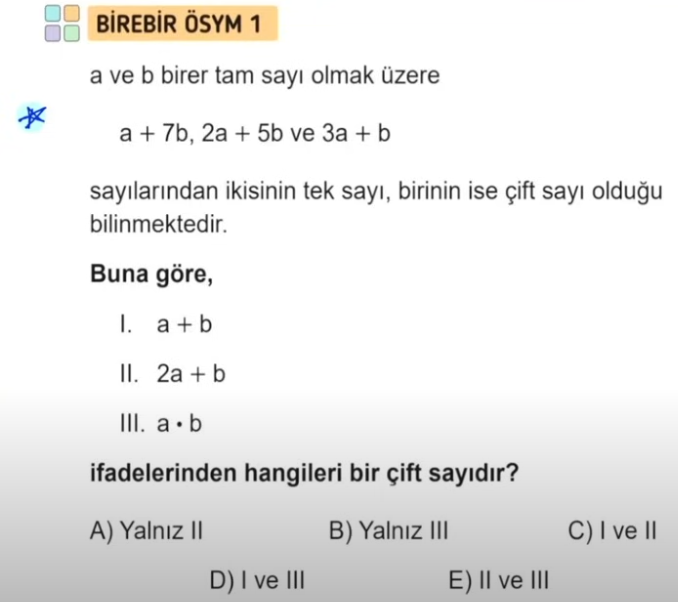 BİREBİR ÖSYM 1
a ve b birer tam sayı olmak üzere
a + 7b, 2a + 5b ve 3a + b
sayılarından ikisinin tek sayı, birinin ise çift sayı olduğu
bilinmektedir.
Buna göre,
I. a + b
II. 2a + b
III. a • b
ifadelerinden hangileri bir çift sayıdır?
A) Yalnız II B) Yalnız III C) I ve II
D) I ve III E) II ve III